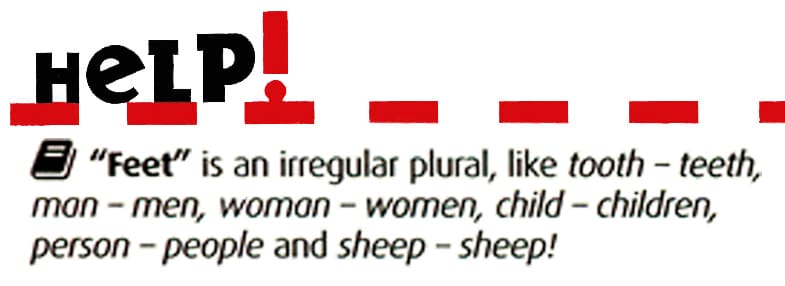 HeLP!
“Feet” is an irregular plural, like tooth – teeth,
man – men, woman – women, child – children,
person – people and sheep – sheep!